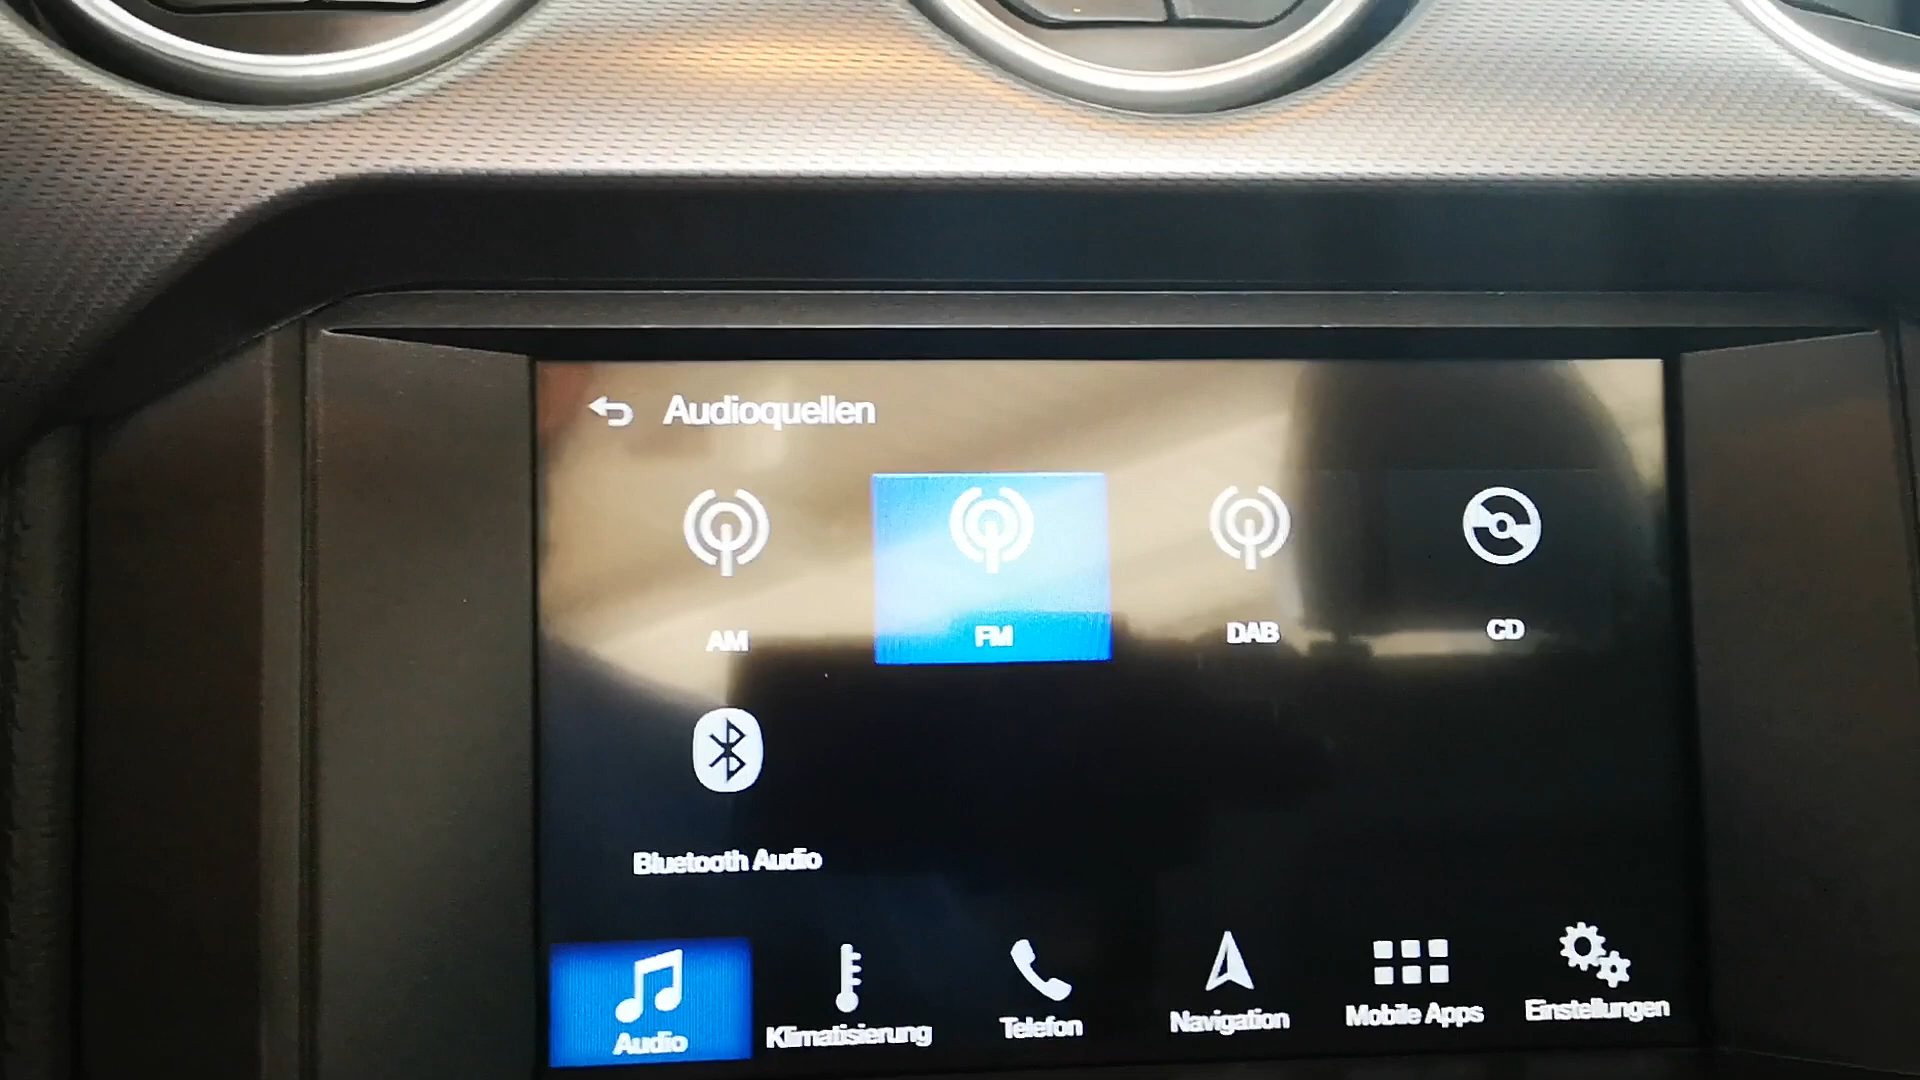 Audioquellen
AM
FM
DAB
CD
Bluetooth Audio
Audio
Klimatisierung
Telefon
Navigation
Mobile Apps
Einstellungen